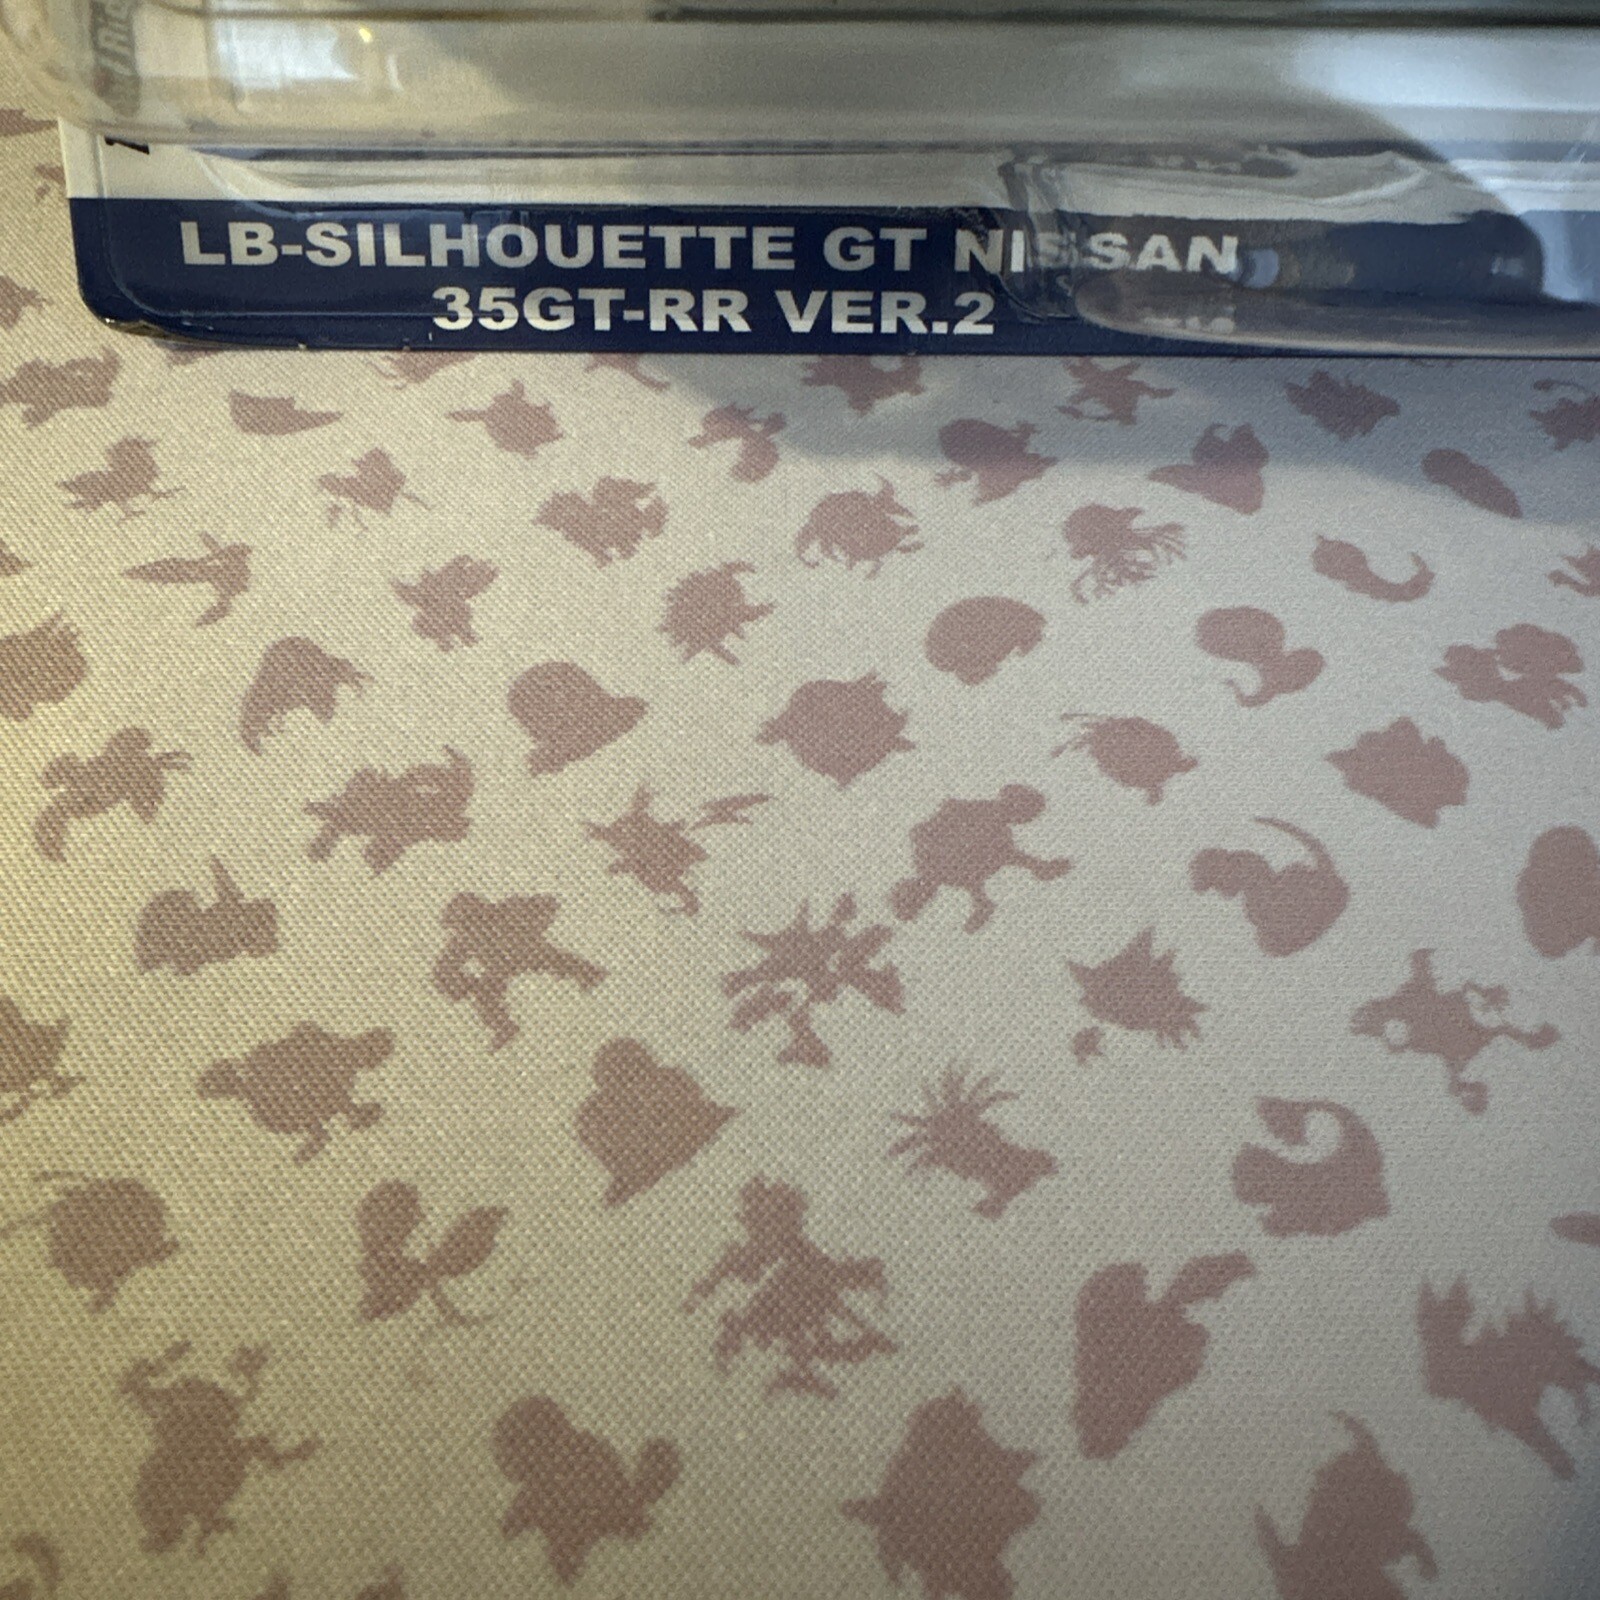 LB-SILHOUETTE GT NISSAN
35GT-RR VER.2